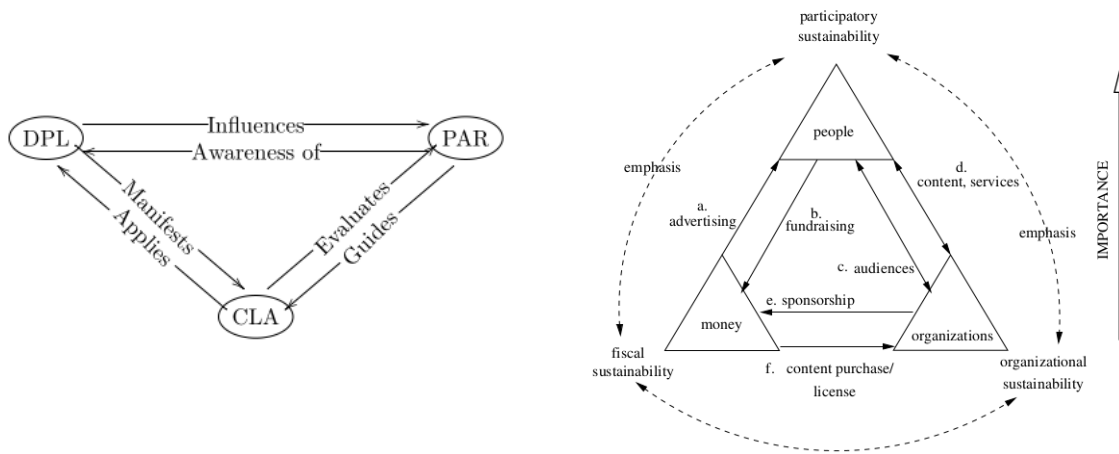 DPL
Influences
PAR
Awareness of
Manifests
Applies
Evaluates
Guides
CLA
participatory
sustainability
people
emphasis
a.
advertising
b.
fundraising
c. audiences
d.
content, services
emphasis
e. sponsorship
money
organizations
f. content purchase/
license
fiscal
sustainability
organizational
sustainability
IMPORTANCE